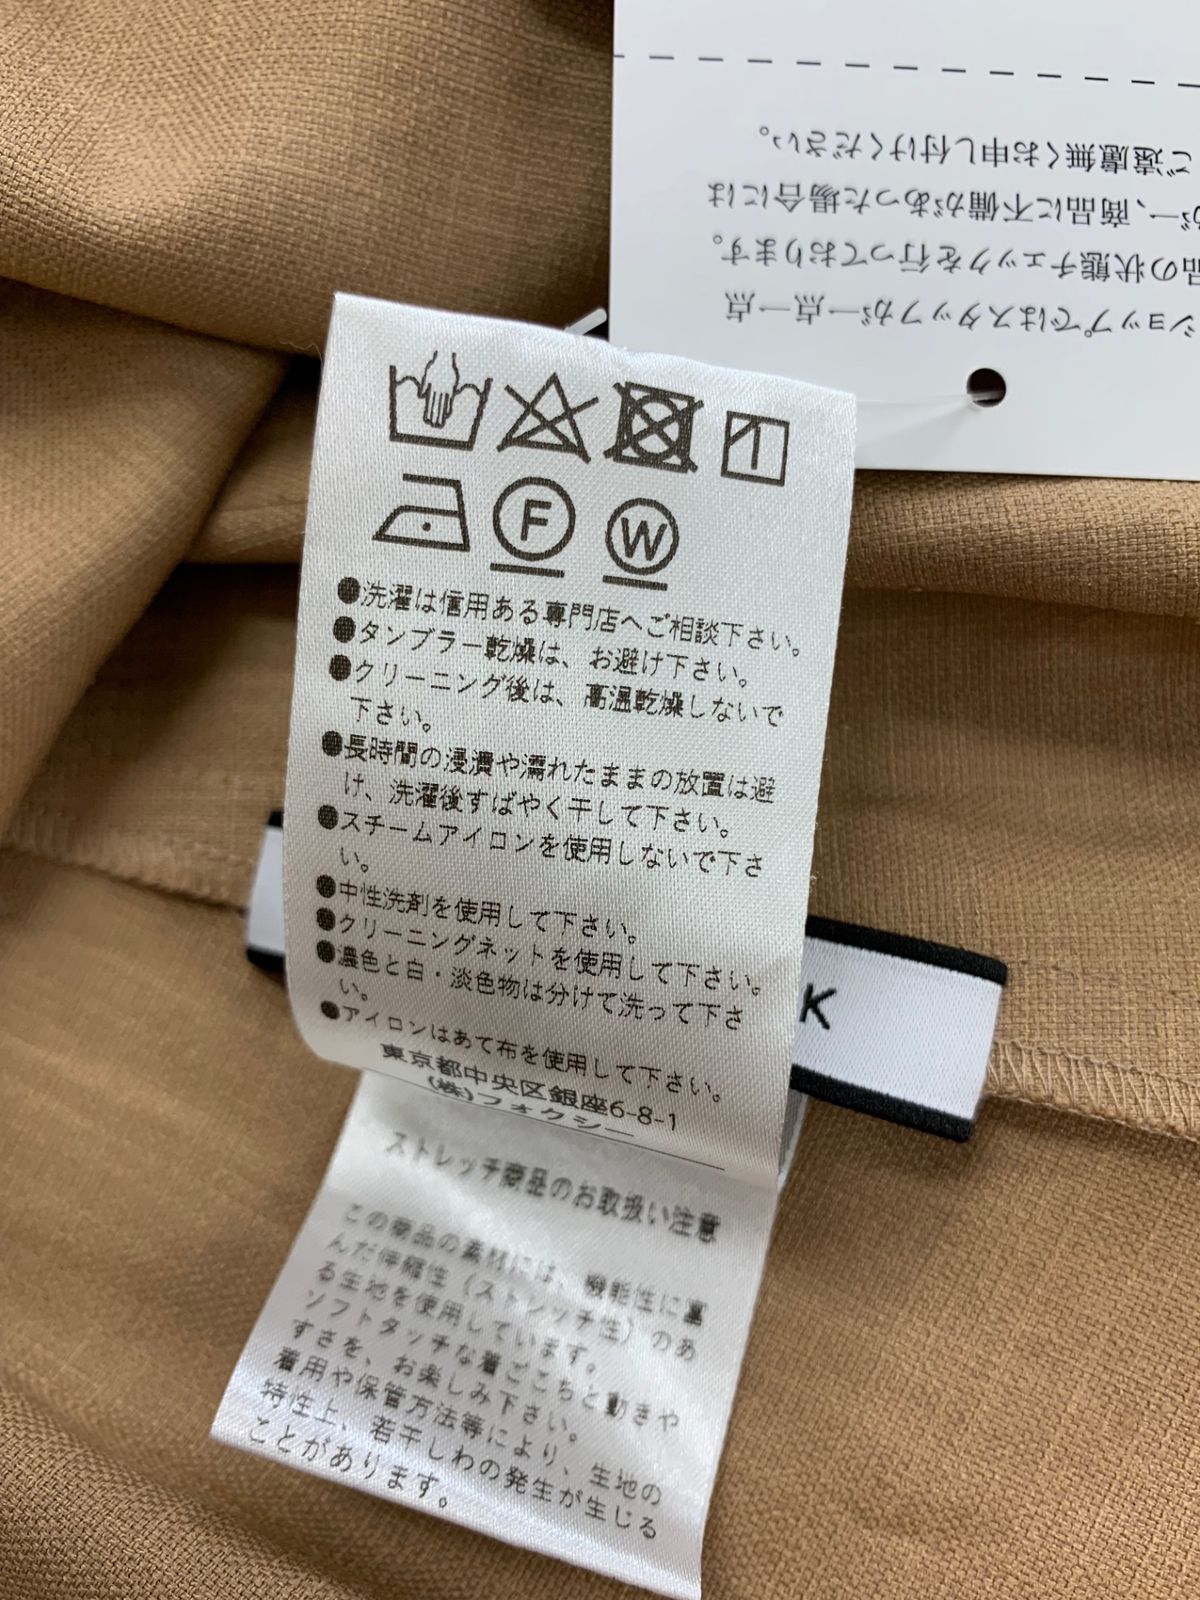 ショップではスタッフが一点一点
品の状態チェックを行っております。
が一、商品に不備があった場合には
ご遠慮無くお申し付けください。
F W
●洗濯は信用ある専門店へご相談下さい。
●タンブラー乾燥は、お避け下さい。
●クリーニング後は、高温乾燥しないで
下さい。
●長時間の浸漬や濡れたままの放置は避
け、洗濯後すばやく干して下さい。
●スチームアイロンを使用しないで下さ
い。
●中性洗剤を使用して下さい。
●クリーニングネットを使用して下さい。
●濃色と白・淡色物は分けて洗って下さ
い。
●アイロンはあて布を使用して下さい。
東京都中央区銀座6-8-1
(株)フォクシー
K
ストレッチ商品のお取扱い注意
この商品の素材には、機能性に富
んだ伸縮性(ストレッチ性)のあ
る生地を使用しています。
ソフトタッチな着ごこちと動きや
すさを、お楽しみ下さい。
着用や保管方法等により、生地の
特性上、若干しわの発生が生じる
ことがあります。